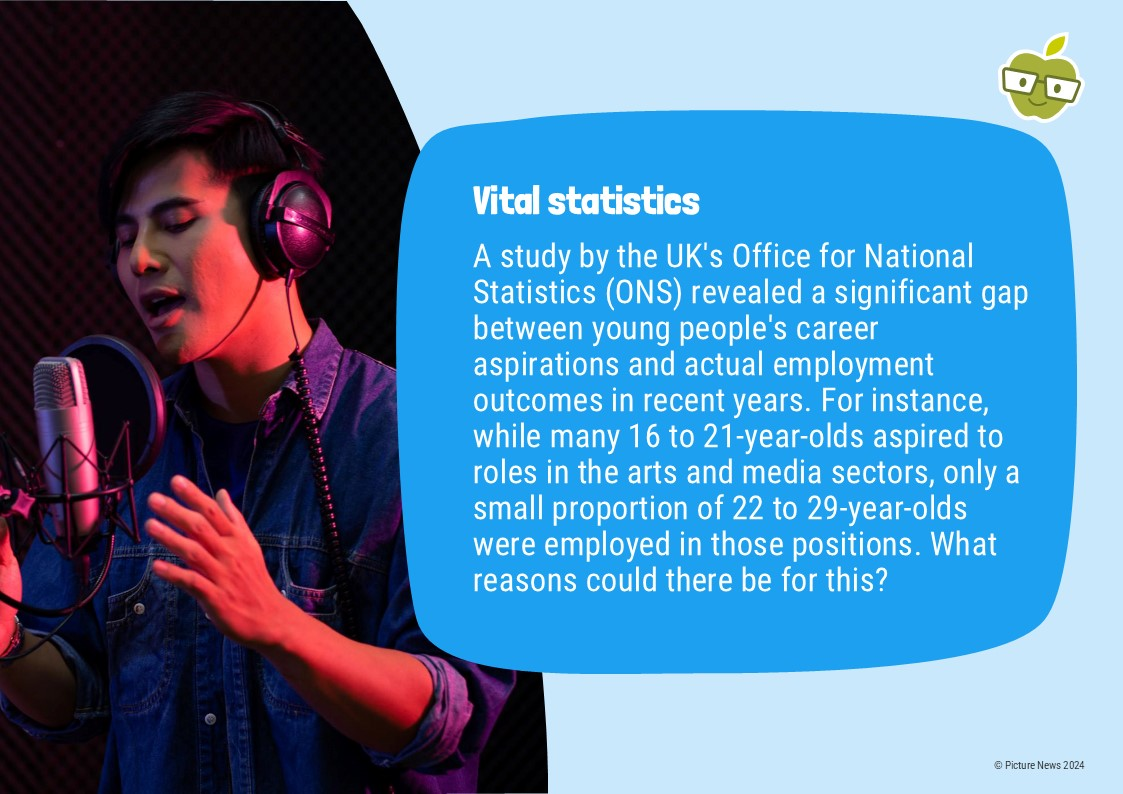 Vital statistics
A study by the UK's Office for National
Statistics (ONS) revealed a significant gap
between young people's career
aspirations and actual employment
outcomes in recent years. For instance,
while many 16 to 21-year-olds aspired to
roles in the arts and media sectors, only a
small proportion of 22 to 29-year-olds
were employed in those positions. What
reasons could there be for this?
© Picture News 2024